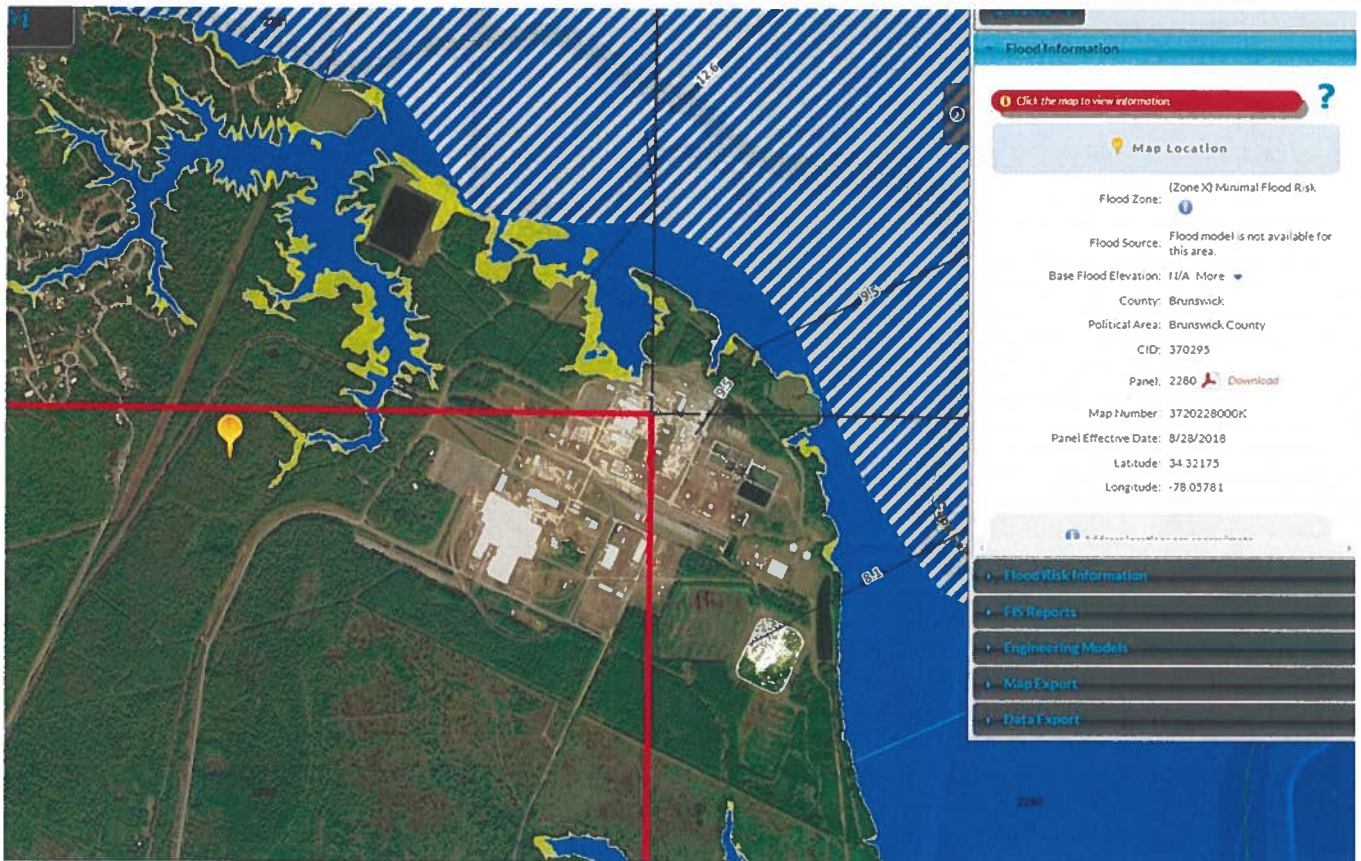 12.6
9.5
9.5
8.1
2280
Flood Information
Click the map to view information.
?
Map Location
Flood Zone: (Zone X) Minimal Flood Risk
Flood Source: Flood model is not available for
this area.
Base Flood Elevation: N/A More
County: Brunswick
Political Area: Brunswick County
CID: 370295
Panel: 2280 Download
Map Number: 3720228000K
Panel Effective Date: 8/28/2018
Latitude: 34.32175
Longitude: -78.05781
Flood Risk Information
FIS Reports
Engineering Models
Map Export
Data Export